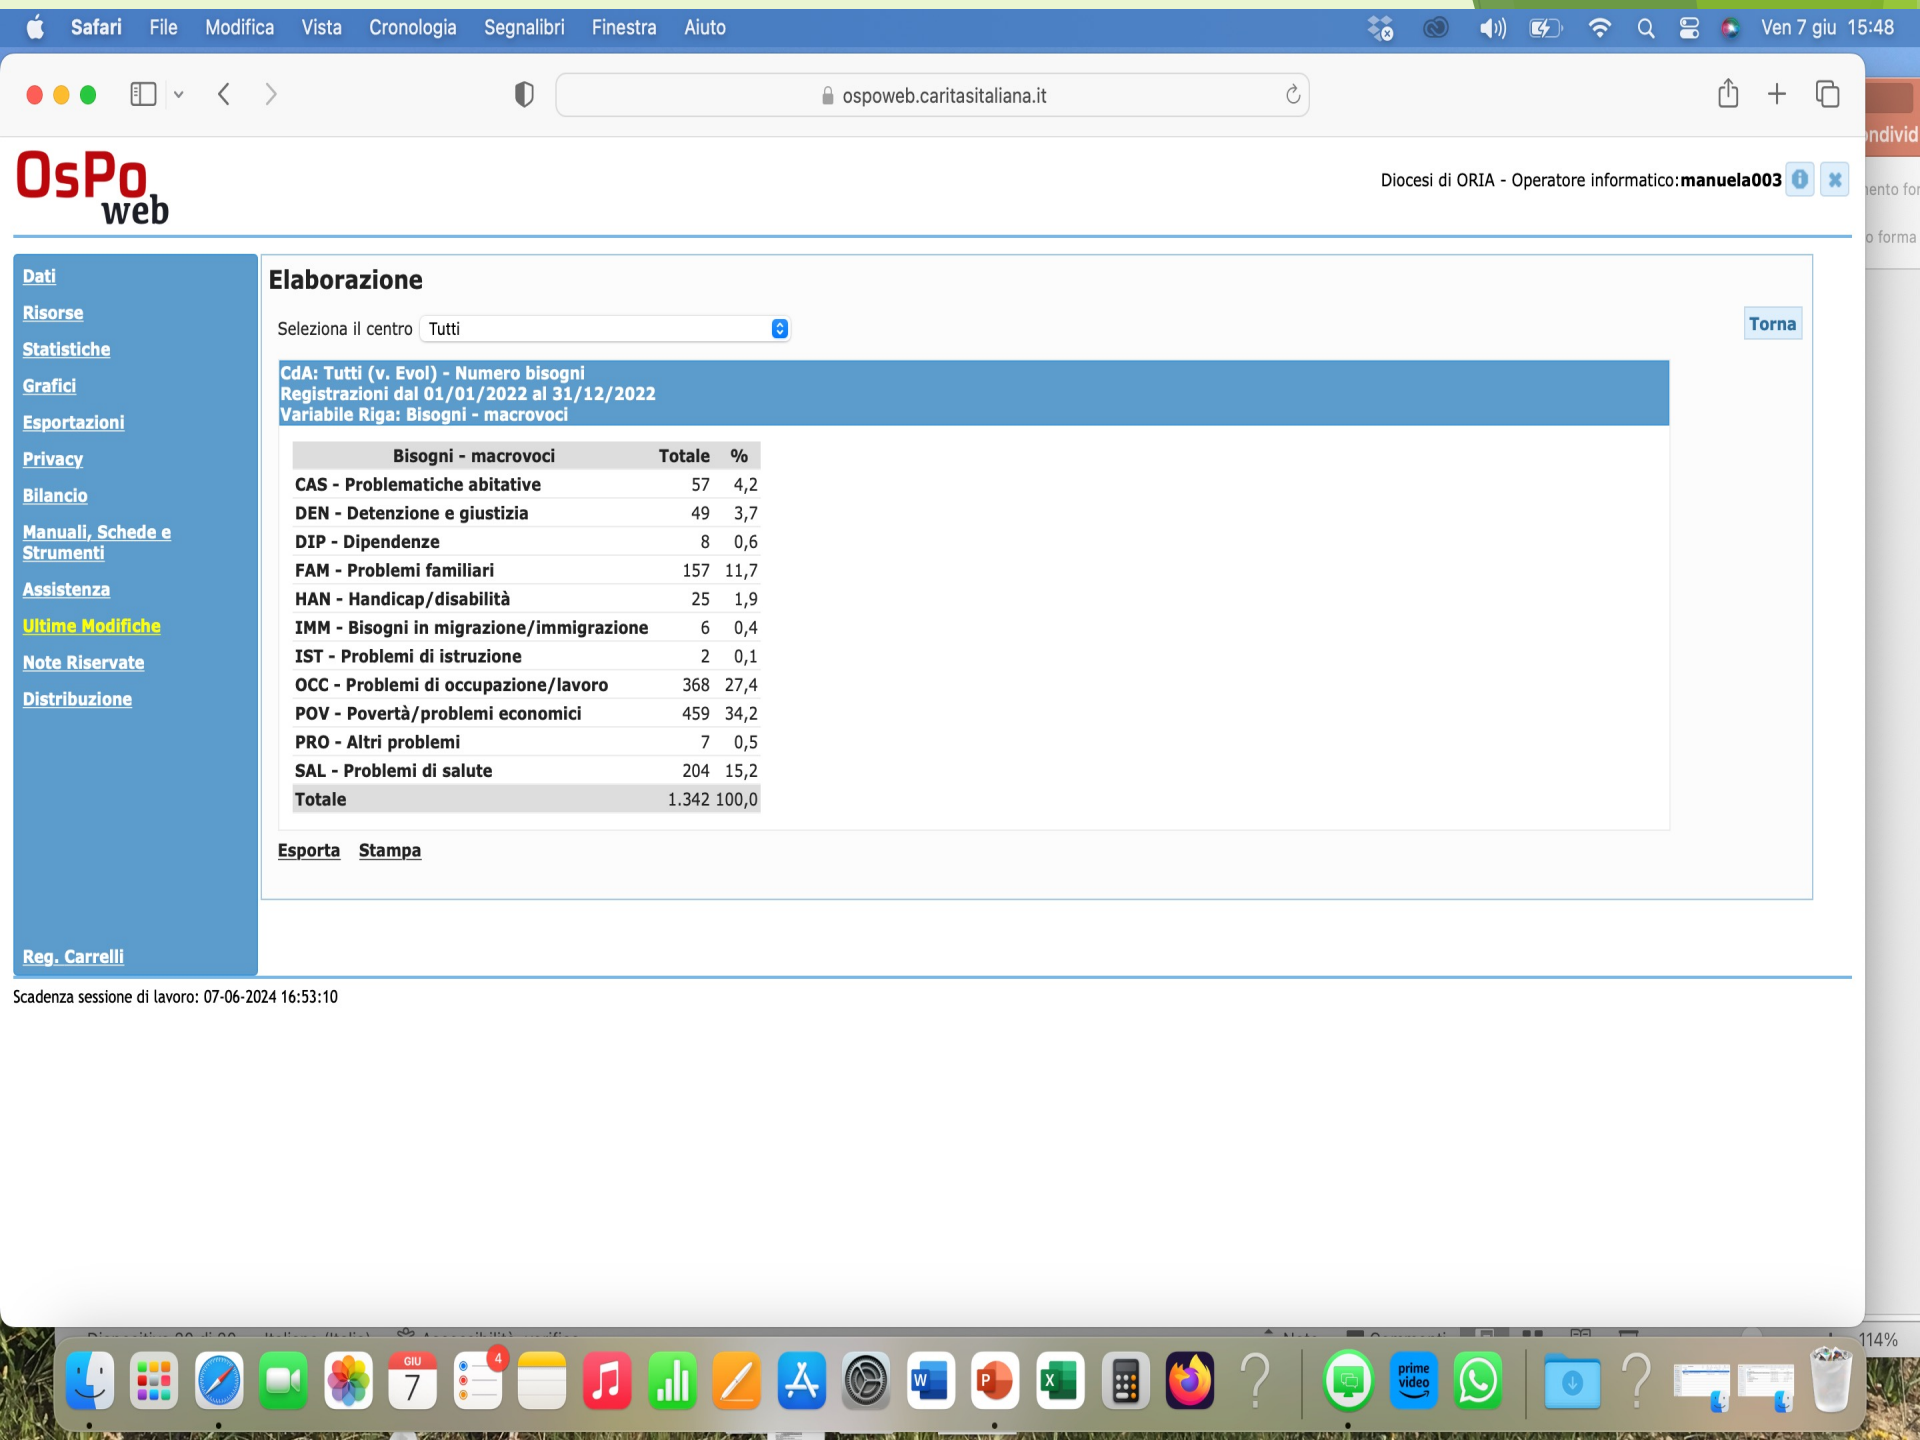 Safari File Modifica Vista Cronologia Segnalibri Finestra Aiuto Ven 7 giu 15:48
ospoweb.caritasitaliana.it
ndivid
OsPo
web
Diocesi di ORIA - Operatore informatico:manuela003
ento for
o forma
Dati
Risorse
Statistiche
Grafici
Esportazioni
Privacy
Bilancio
Manuali, Schede e
Strumenti
Assistenza
Ultime Modifiche
Note Riservate
Distribuzione
Reg. Carrelli
Elaborazione
Seleziona il centro Tutti
Torna
CdA: Tutti (v. Evol) - Numero bisogni
Registrazioni dal 01/01/2022 al 31/12/2022
Variabile Riga: Bisogni - macrovoci
Bisogni - macrovoci Totale %
CAS - Problematiche abitative 57 4,2
DEN - Detenzione e giustizia 49 3,7
DIP - Dipendenze 8 0,6
FAM - Problemi familiari 157 11,7
HAN - Handicap/disabilità 25 1,9
IMM - Bisogni in migrazione/immigrazione 6 0,4
IST - Problemi di istruzione 2 0,1
OCC - Problemi di occupazione/lavoro 368 27,4
POV - Povertà/problemi economici 459 34,2
PRO - Altri problemi 7 0,5
SAL - Problemi di salute 204 15,2
Totale 1.342 100,0
Esporta Stampa
Scadenza sessione di lavoro: 07-06-2024 16:53:10
114%
GIU
7
4
W
P
X
prime
video